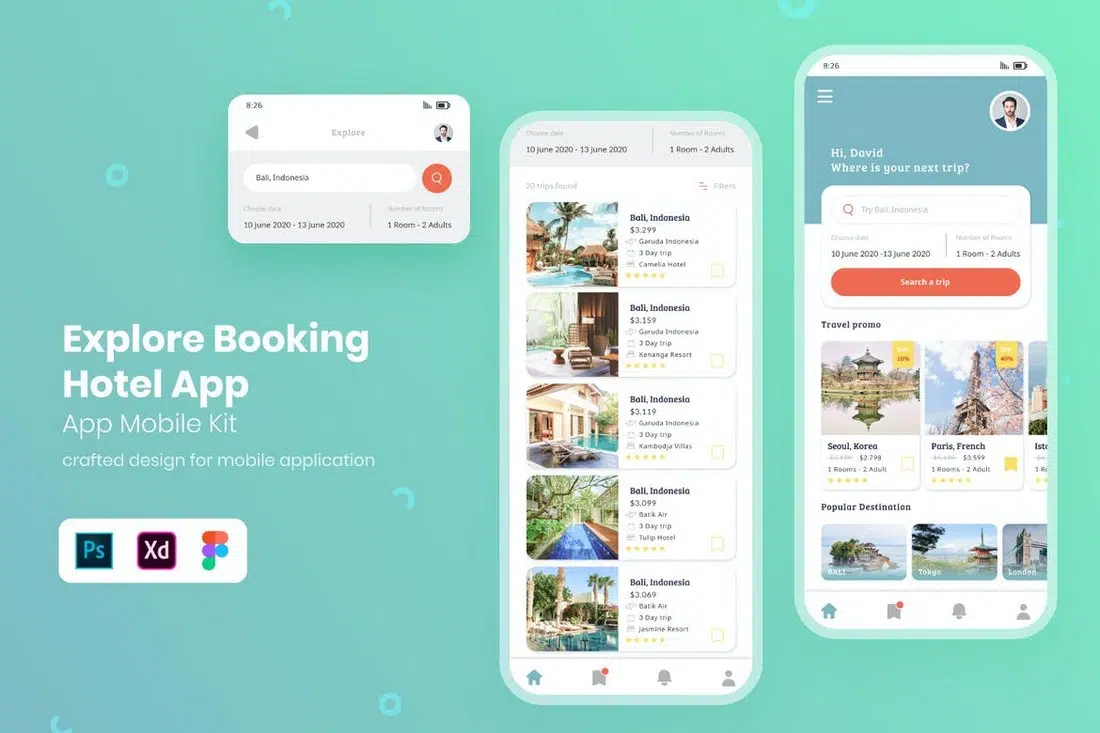 Explore Booking
Hotel App
App Mobile Kit
crafted design for mobile application
Ps
Xd
8:26
Explore
Bali, Indonesia
Choose date
Number of Rooms
10 June 2020 - 13 June 2020
1 Room - 2 Adults
Choose date
Number of Rooms
10 June 2020 - 13 June 2020
1 Room - 2 Adults
20 trips found
Filters
Bali, Indonesia
$3.299
Garuda Indonesia
3 Day trip
Camelia Hotel
Bali, Indonesia
$3.159
Garuda Indonesia
3 Day trip
Kenanga Resort
Bali, Indonesia
$3.119
Garuda Indonesia
3 Day trip
Kambodja Villas
Bali, Indonesia
$3.099
Batik Air
3 Day trip
Tulip Hotel
Bali, Indonesia
$3.069
Batik Air
3 Day trip
Jasmine Resort
8:26
Hi, David
Where is your next trip?
Try Bali, Indonesia
Choose date
Number of Rooms
10 June 2020 -13 June 2020
1 Room - 2 Adults
Search a trip
Travel promo
10%
40%
Seoul, Korea
$2.798
1 Rooms - 2 Adult
Paris, French
$3.599
1 Rooms - 2 Adult
Popular Destination
BALI
Tokyo
London